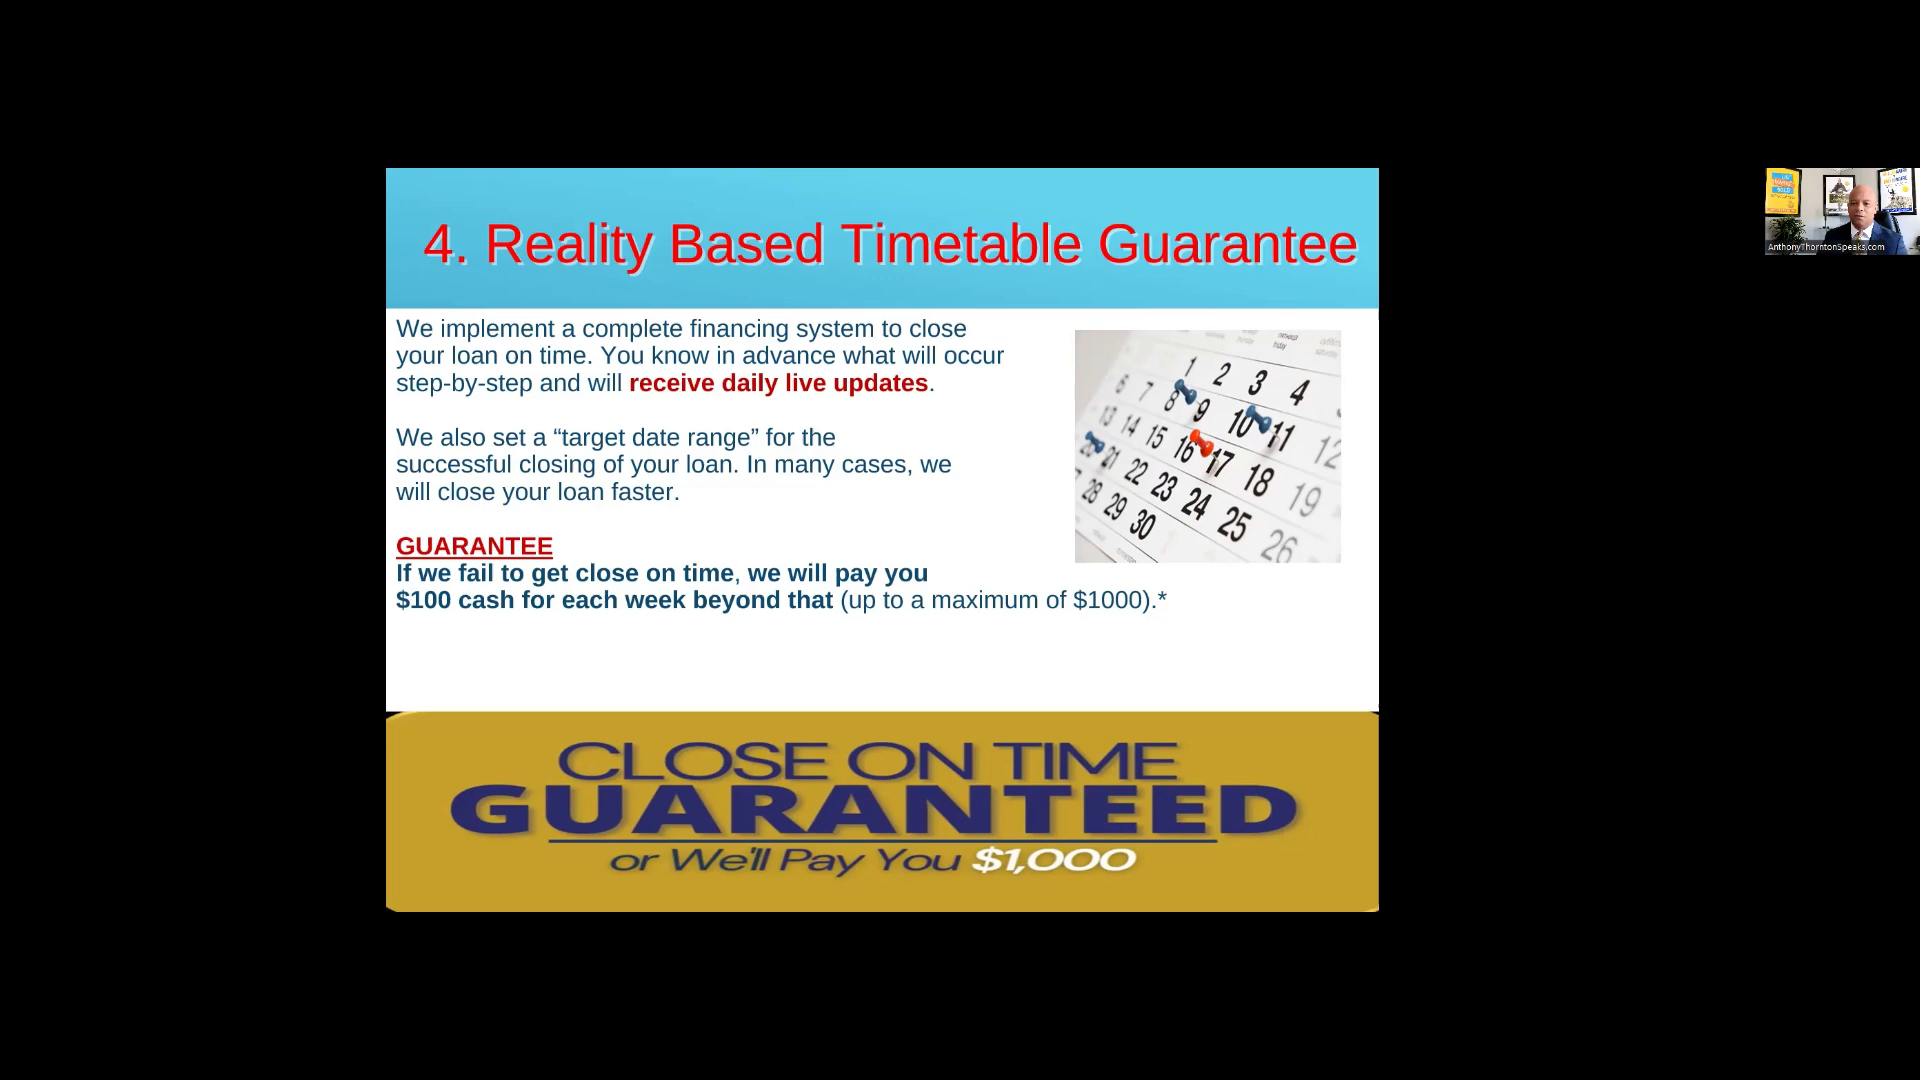 4. Reality Based Timetable Guarantee
We implement a complete financing system to close
your loan on time. You know in advance what will occur
step-by-step and will receive daily live updates.
We also set a “target date range” for the
successful closing of your loan. In many cases, we
will close your loan faster.
GUARANTEE
If we fail to get close on time, we will pay you
$100 cash for each week beyond that (up to a maximum of $1000).*
friday
1 2 3 4
6 7 8 9 10 11 12
13 14 15 16 17 18 19
21 22 23 24 25 26
28 29 30
CLOSE ON TIME
GUARANTEED
or We'll Pay You $1,000
AnthonyThorntonSpeaks.com